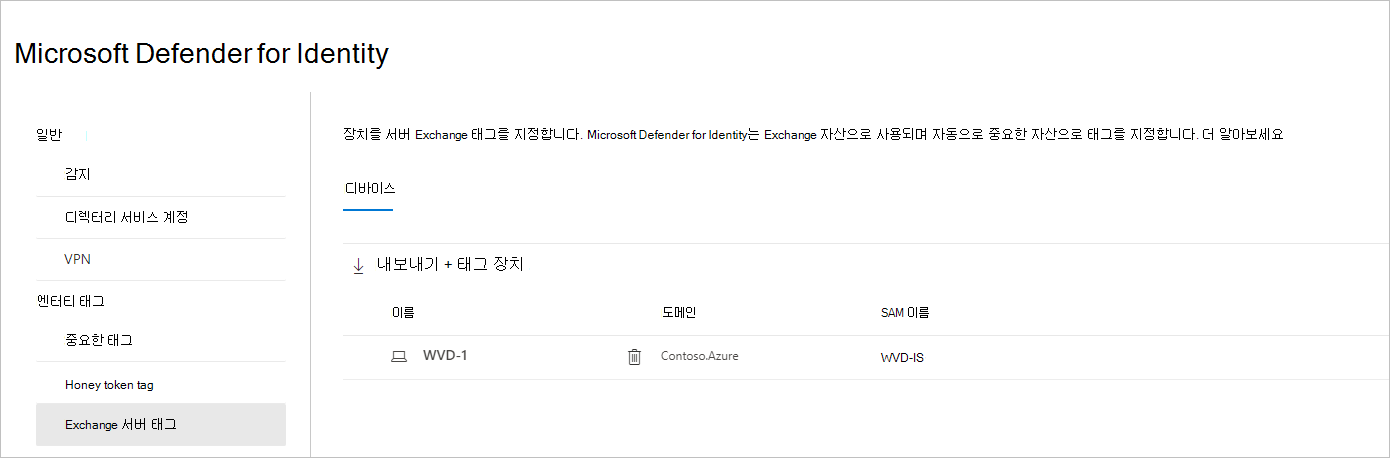 Microsoft Defender for Identity
일반
감지
디렉터리 서비스 계정
VPN
엔터티 태그
중요한 태그
Honey token tag
Exchange 서버 태그
장치를 서버 Exchange 태그를 지정합니다. Microsoft Defender for Identity는 Exchange 자산으로 사용되며 자동으로 중요한 자산으로 태그를 지정합니다. 더 알아보세요
디바이스
내보내기 + 태그 장치
이름 도메인 SAM 이름
WVD-1 Contoso.Azure WVD-IS